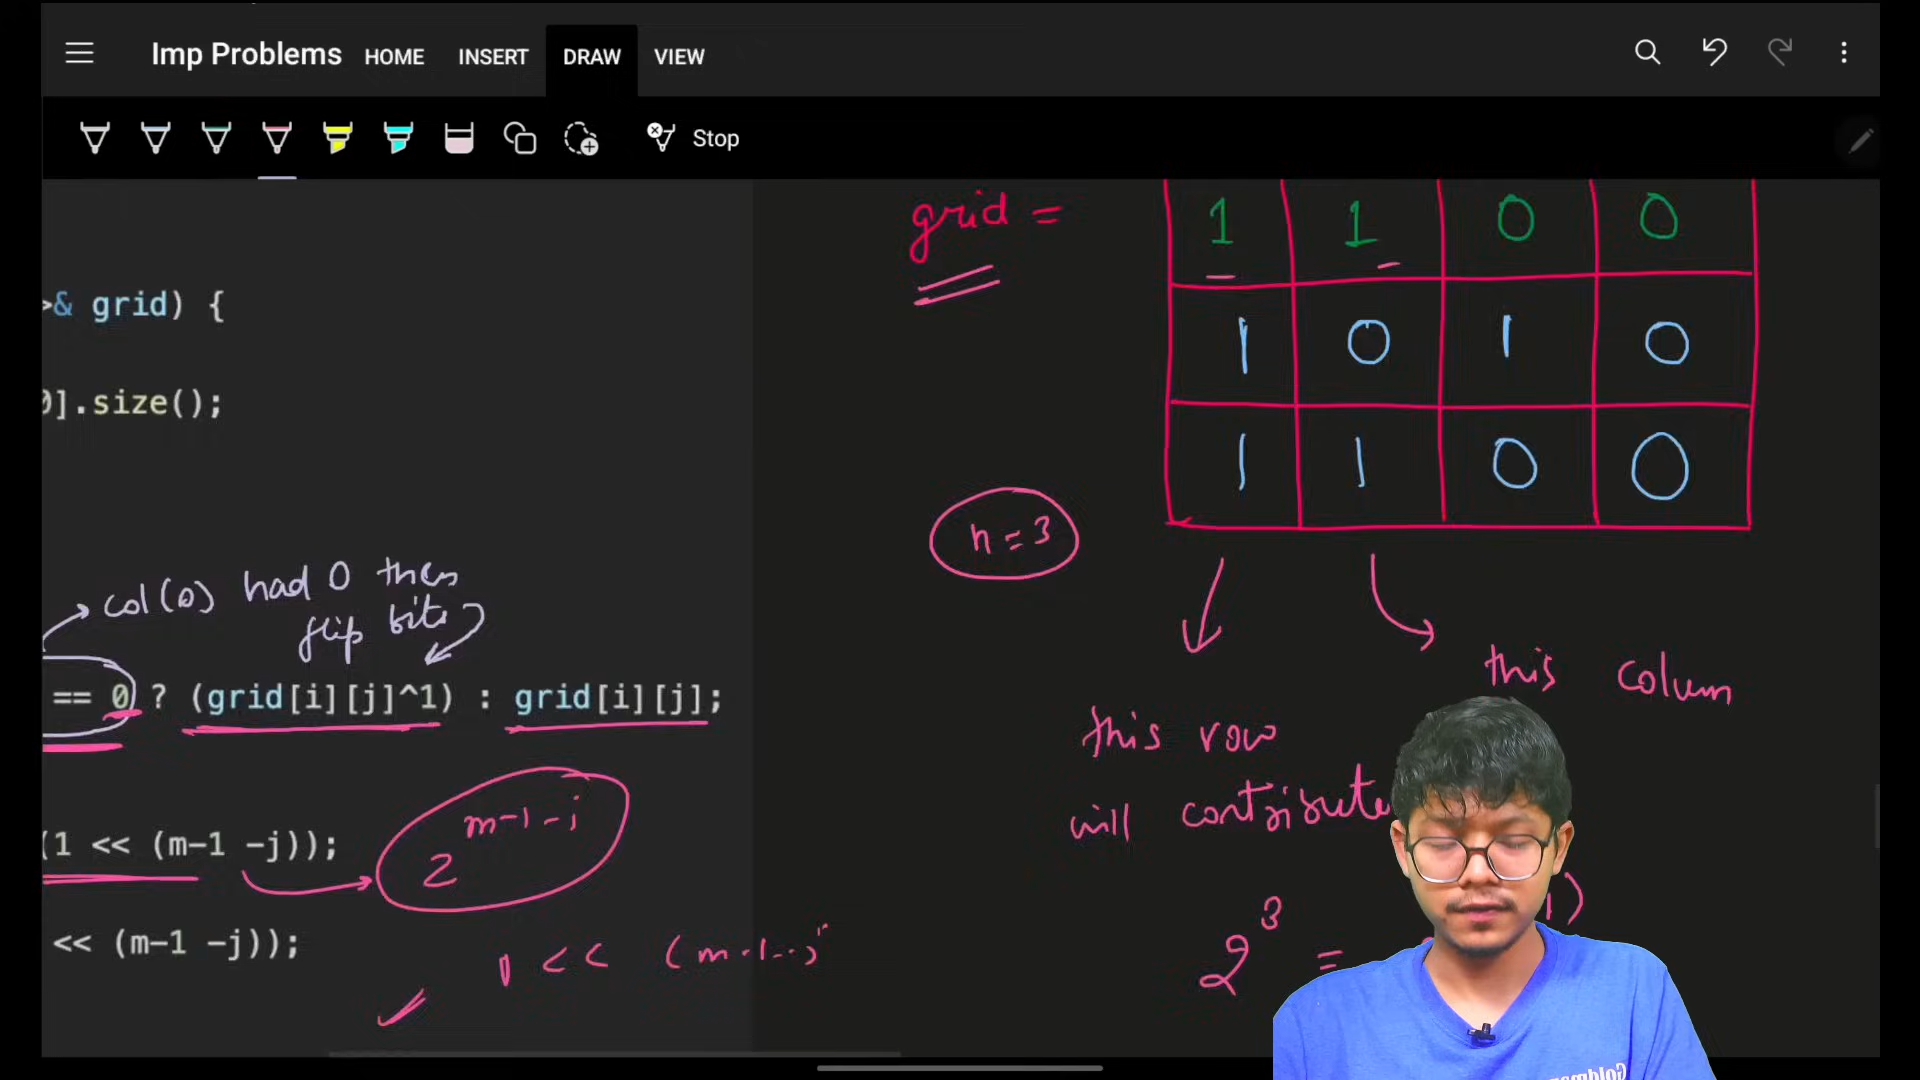 Imp Problems HOME INSERT DRAW VIEW
Stop
grid =
1 1 0 0
1 0 1 0
1 1 0 0
>& grid) {
0].size();
n = 3
col(0) had 0 then
flip bits
== 0 ? (grid[i][j]^1) : grid[i][j];
this column
this row
will contribute
(1 << (m-1 -j));
2^m-1-j
<< (m-1 -j));
1 << (m-1-
2^3 =